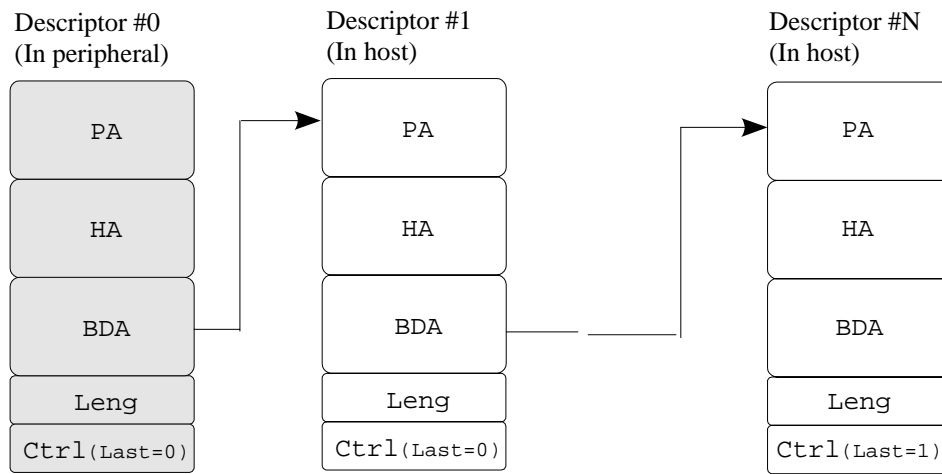 Descriptor #0
(In peripheral)
PA
HA
BDA
Leng
Ctrl(Last=0)
Descriptor #1
(In host)
PA
HA
BDA
Leng
Ctrl(Last=0)
Descriptor #N
(In host)
PA
HA
BDA
Leng
Ctrl(Last=1)